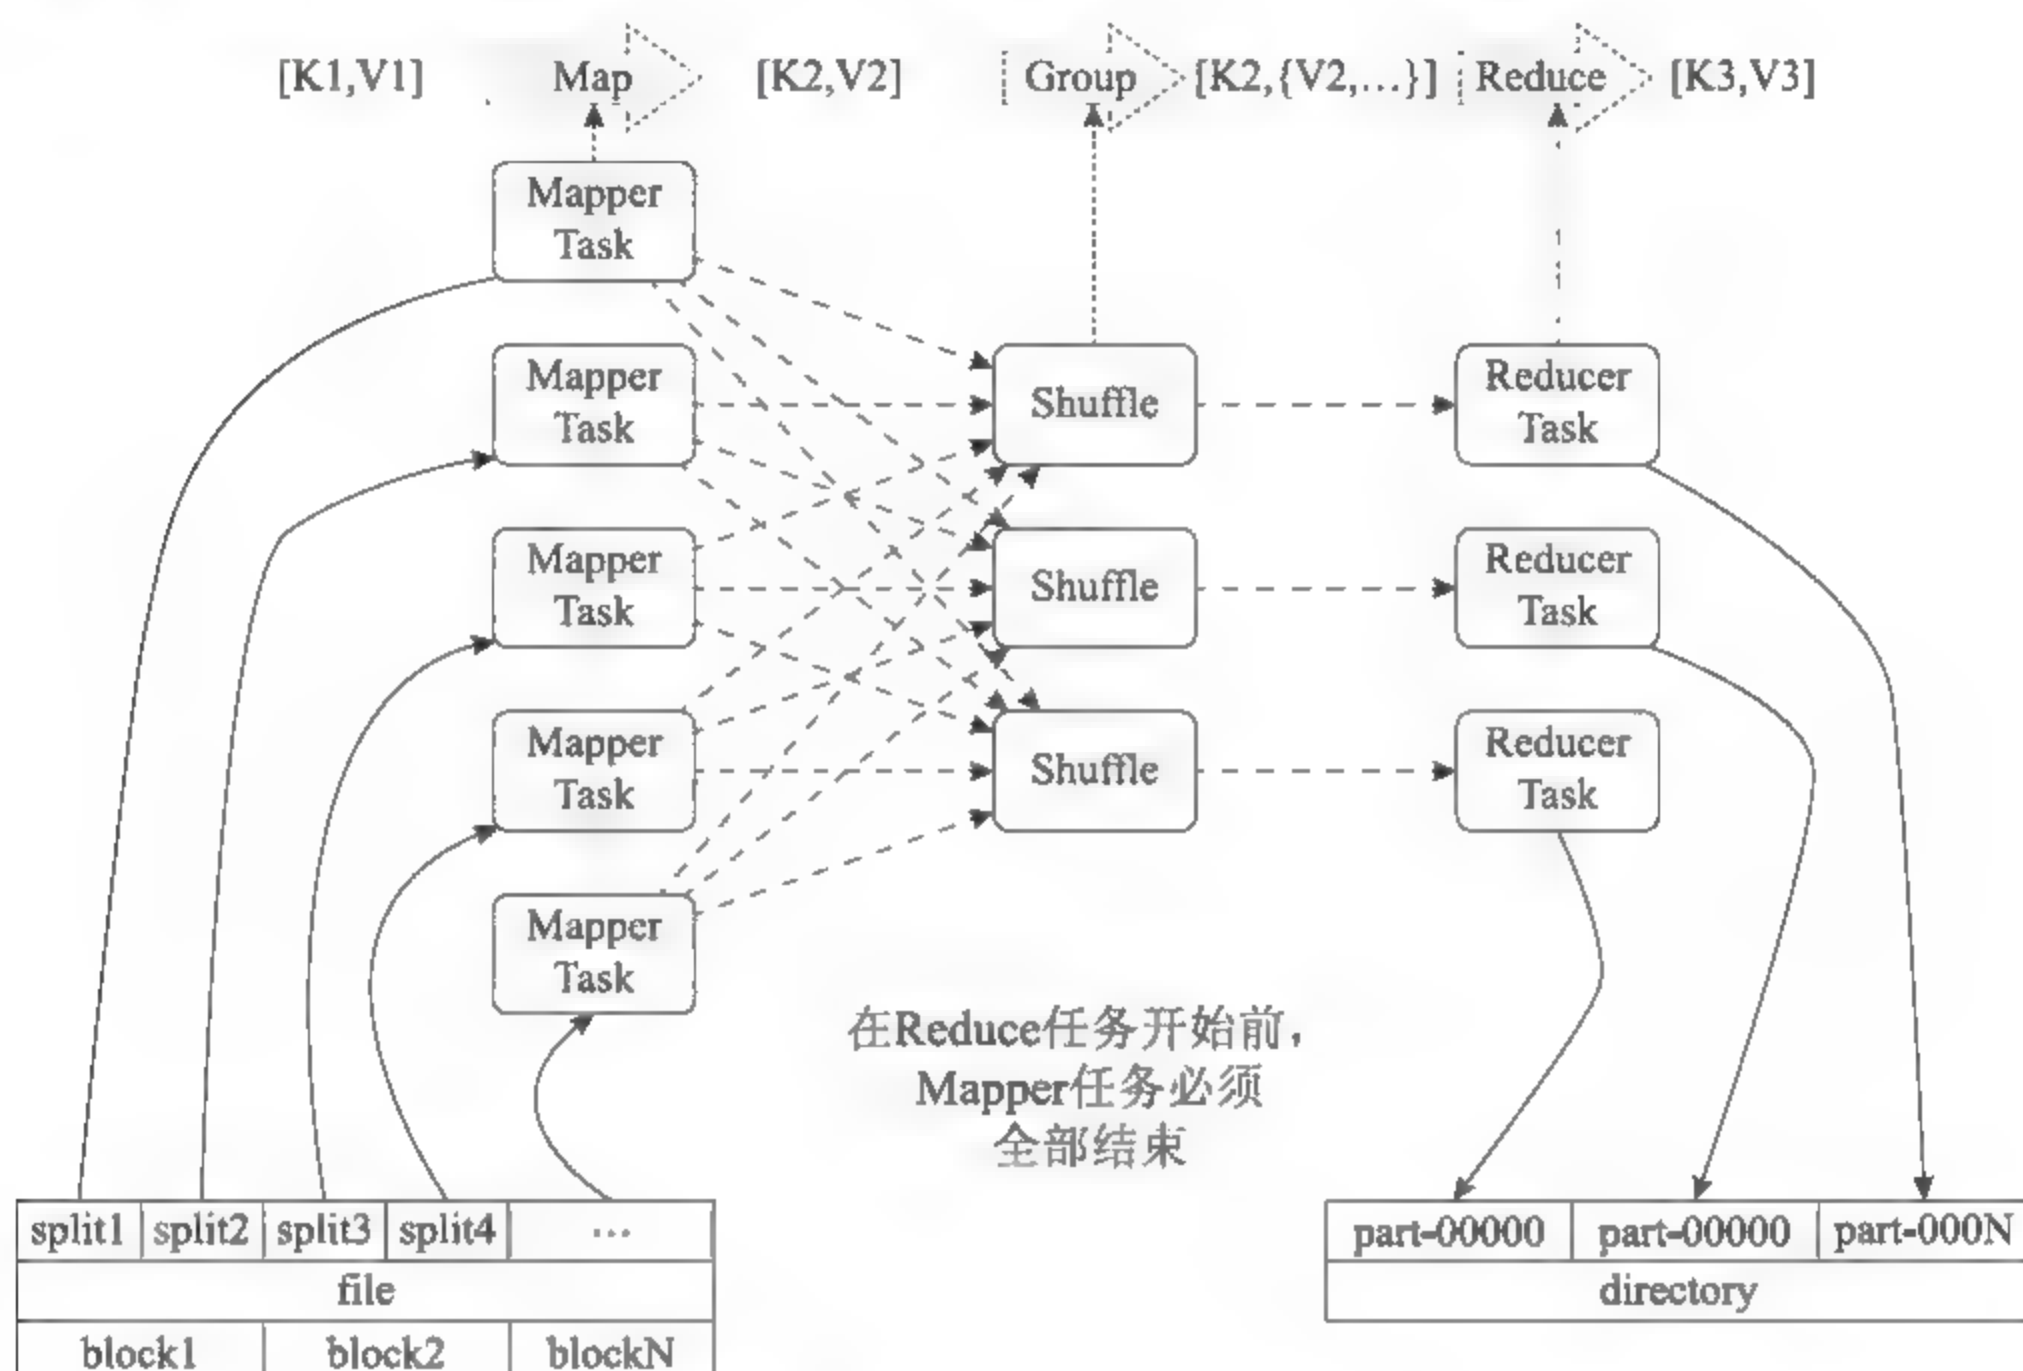 [K1,V1] Map [K2,V2] Group [K2,{V2,…}] Reduce [K3,V3]
Mapper
Task
Mapper
Task
Shuffle
Reducer
Task
Mapper
Task
Shuffle
Reducer
Task
Mapper
Task
Shuffle
Reducer
Task
Mapper
Task
在Reduce任务开始前，
Mapper任务必须
全部结束
split1 split2 split3 split4 …
file
block1 block2 blockN
part-00000 part-00000 part-000N
directory